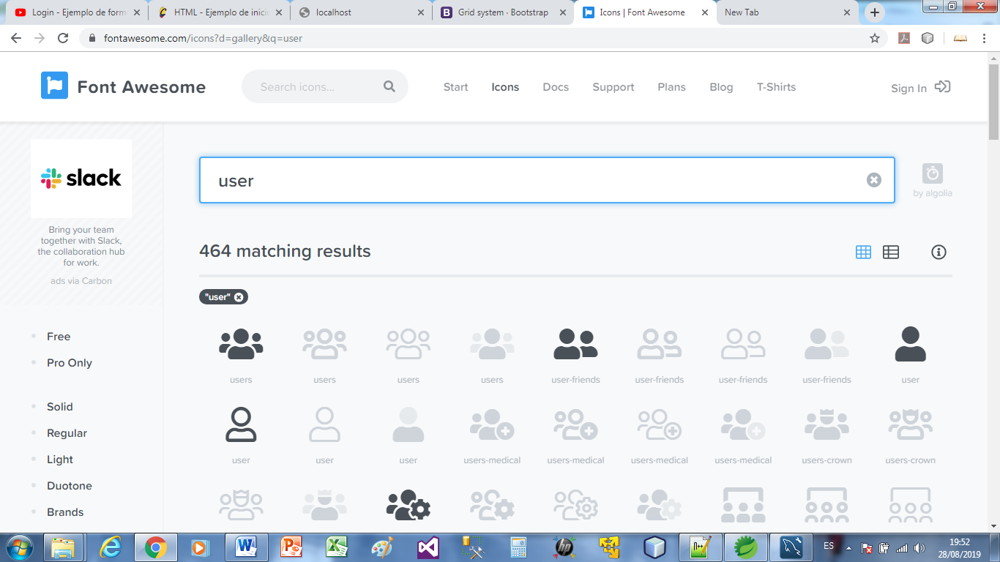 Login - Ejemplo de form
HTML - Ejemplo de inici
localhost
Grid system · Bootstrap
Icons | Font Awesome
New Tab
fontawesome.com/icons?d=gallery&q=user
Font Awesome
Search icons...
Start
Icons
Docs
Support
Plans
Blog
T-Shirts
Sign In
slack
Bring your team
together with Slack,
the collaboration hub
for work.
ads via Carbon
user
by algolia
464 matching results
"user"
Free
Pro Only
Solid
Regular
Light
Duotone
Brands
users
users
users
users
user-friends
user-friends
user-friends
user-friends
user
user
user
user
users-medical
users-medical
users-medical
users-medical
users-crown
users-crown
ES
19:52
28/08/2019